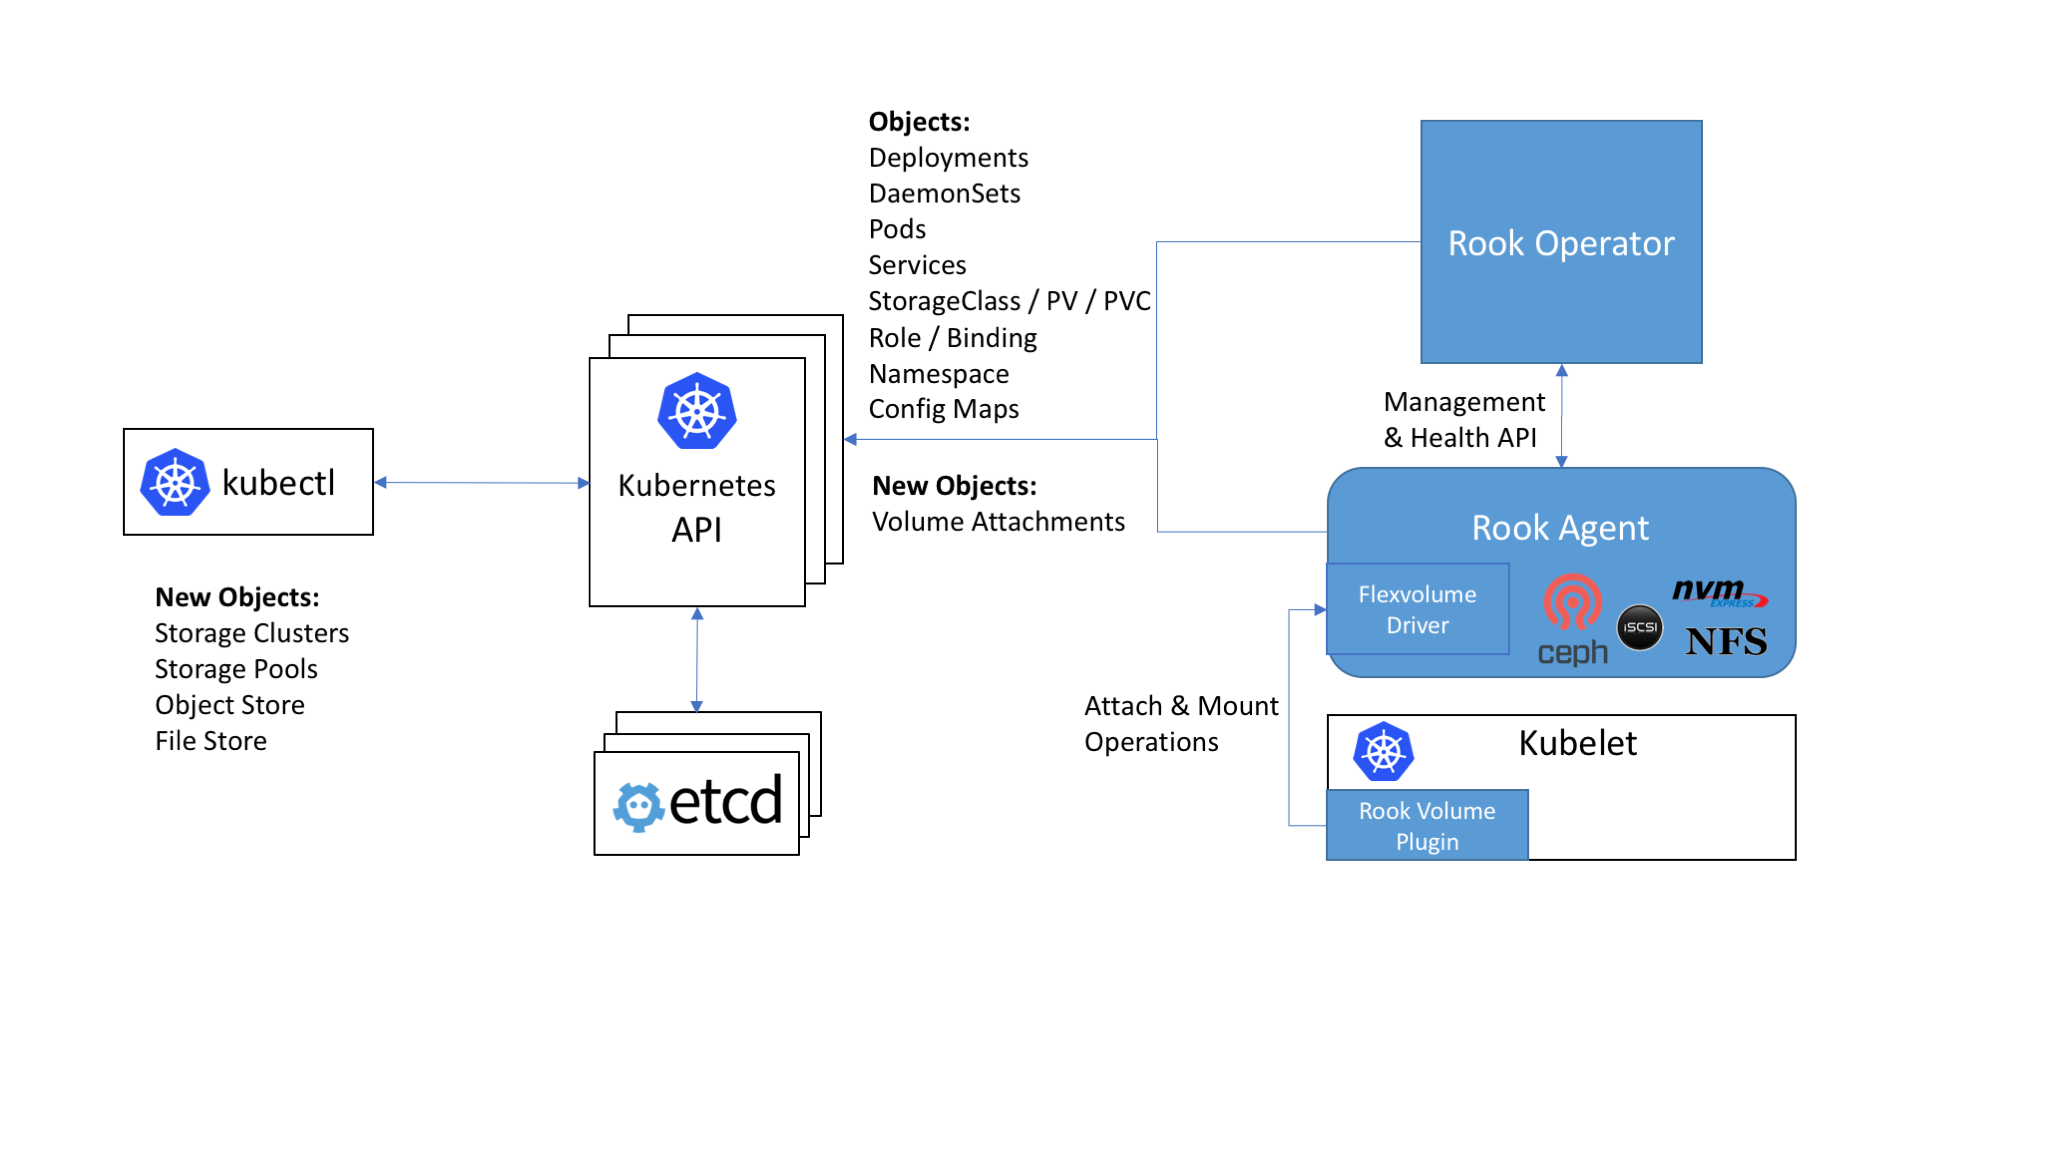 Objects:
Deployments
DaemonSets
Pods
Services
StorageClass / PV / PVC
Role / Binding
Namespace
Config Maps
Rook Operator
Management
& Health API
kubectl
Kubernetes
API
New Objects:
Volume Attachments
Rook Agent
Flexvolume
Driver
ceph
iSCSI
nvm
EXPRESS
NFS
New Objects:
Storage Clusters
Storage Pools
Object Store
File Store
etcd
Attach & Mount
Operations
Kubelet
Rook Volume
Plugin